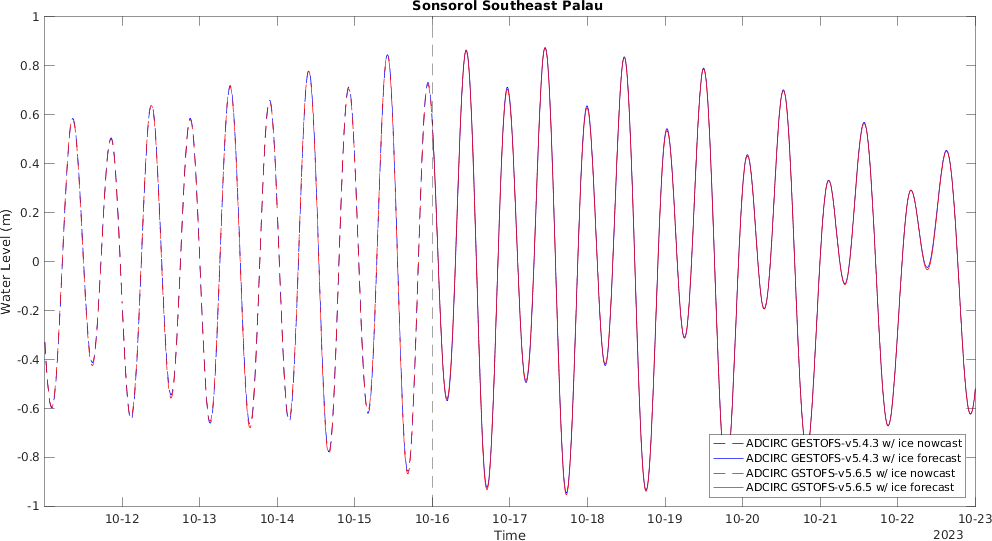 Sonsorol Southeast Palau
1
0.8
0.6
0.4
0.2
0
-0.2
-0.4
-0.6
-0.8
-1
Water Level (m)
ADCIRC GESTOFS-v5.4.3 w/ ice nowcast
ADCIRC GESTOFS-v5.4.3 w/ ice forecast
ADCIRC GSTOFS-v5.6.5 w/ ice nowcast
ADCIRC GSTOFS-v5.6.5 w/ ice forecast
10-12 10-13 10-14 10-15 10-16 10-17 10-18 10-19 10-20 10-21 10-22 10-23
Time
2023